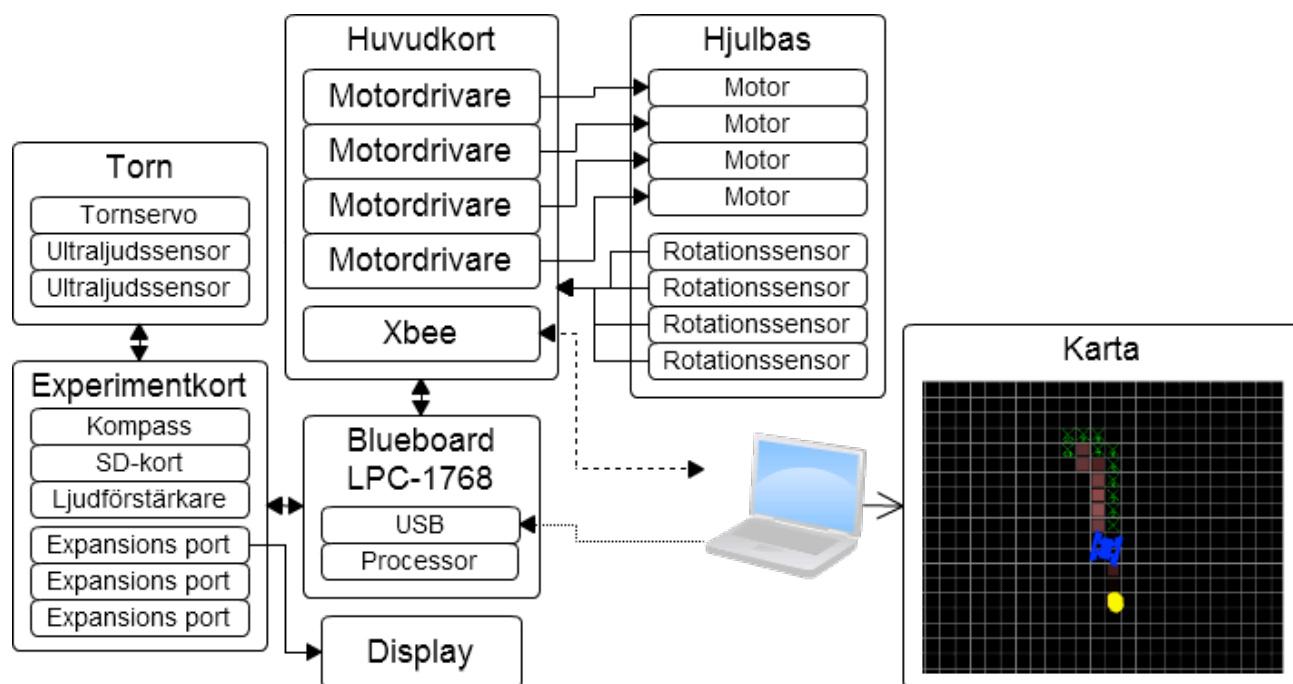 Huvudkort
Motordrivare
Motordrivare
Motordrivare
Motordrivare
Xbee
Hjulbas
Motor
Motor
Motor
Motor
Rotationssensor
Rotationssensor
Rotationssensor
Rotationssensor
Torn
Tornservo
Ultraljudssensor
Ultraljudssensor
Experimentkort
Kompass
SD-kort
Ljudförstärkare
Expansions port
Expansions port
Expansions port
Blueboard
LPC-1768
USB
Processor
Display
Karta